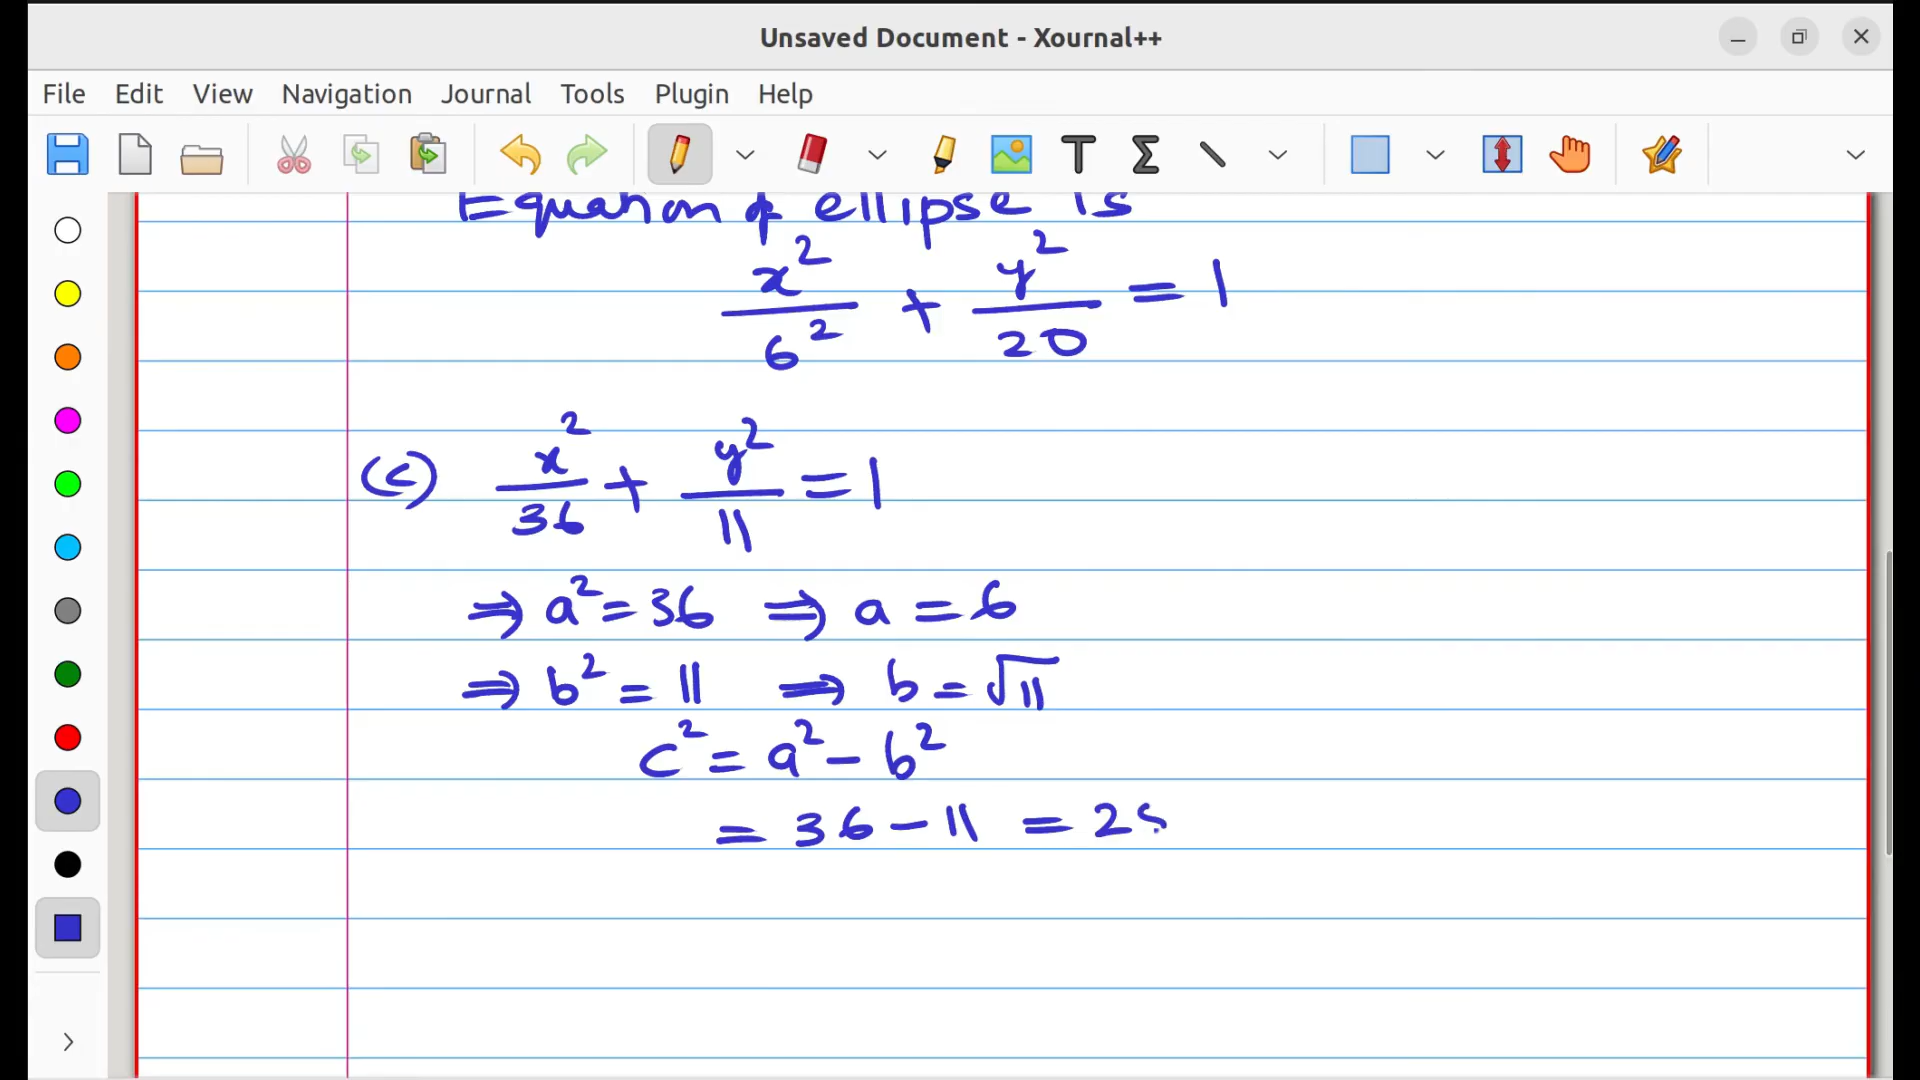 Unsaved Document - Xournal++
File Edit View Navigation Journal Tools Plugin Help
Equation of ellipse is
x²/6² + y²/20 = 1
(c) x²/36 + y²/11 = 1
⇒ a² = 36 ⇒ a = 6
⇒ b² = 11 ⇒ b = √11
c² = a² - b²
= 36 - 11 = 25